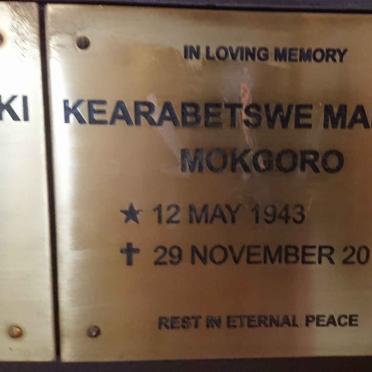 KI
IN LOVING MEMORY
KEARABETSWE MA
MOKGORO
★ 12 MAY 1943
✝ 29 NOVEMBER 20
REST IN ETERNAL PEACE